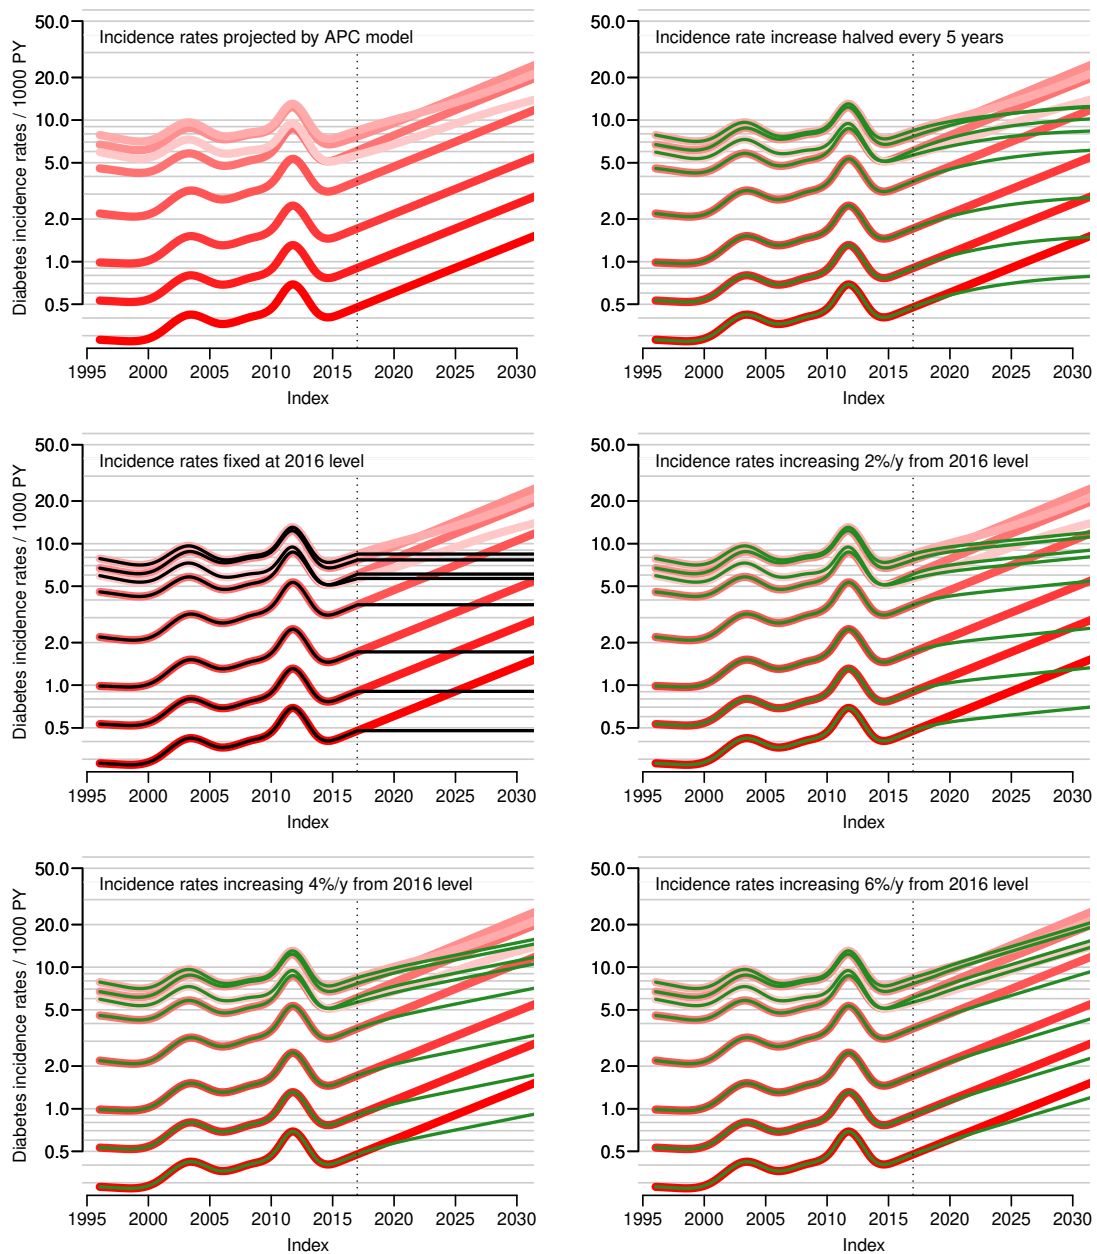 Incidence rates projected by APC model
Diabetes incidence rates / 1000 PY
50.0
20.0
10.0
5.0
2.0
1.0
0.5
1995 2000 2005 2010 2015 2020 2025 2030
Index
Incidence rate increase halved every 5 years
50.0
20.0
10.0
5.0
2.0
1.0
0.5
1995 2000 2005 2010 2015 2020 2025 2030
Index
Incidence rates fixed at 2016 level
Diabetes incidence rates / 1000 PY
50.0
20.0
10.0
5.0
2.0
1.0
0.5
1995 2000 2005 2010 2015 2020 2025 2030
Index
Incidence rates increasing 2%/y from 2016 level
50.0
20.0
10.0
5.0
2.0
1.0
0.5
1995 2000 2005 2010 2015 2020 2025 2030
Index
Incidence rates increasing 4%/y from 2016 level
Diabetes incidence rates / 1000 PY
50.0
20.0
10.0
5.0
2.0
1.0
0.5
1995 2000 2005 2010 2015 2020 2025 2030
Index
Incidence rates increasing 6%/y from 2016 level
50.0
20.0
10.0
5.0
2.0
1.0
0.5
1995 2000 2005 2010 2015 2020 2025 2030
Index